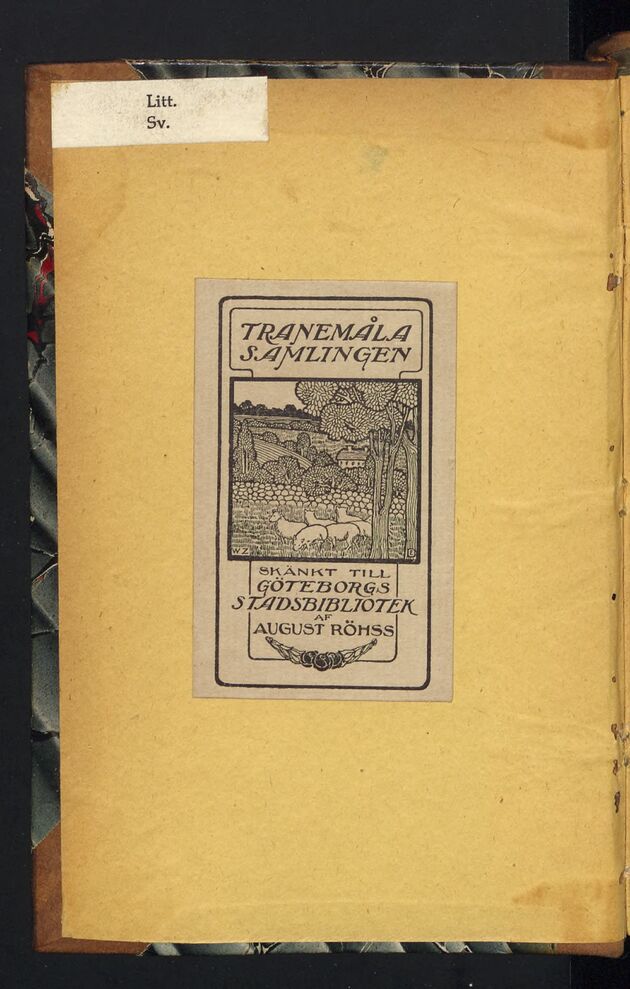 Litt.
Sv.
TRANEMÅLA
SAMLINGEN
WZ
SKÄNKT TILL
GÖTEBORGS
STADSBIBLIOTEK
AF
AUGUST RÖHSS